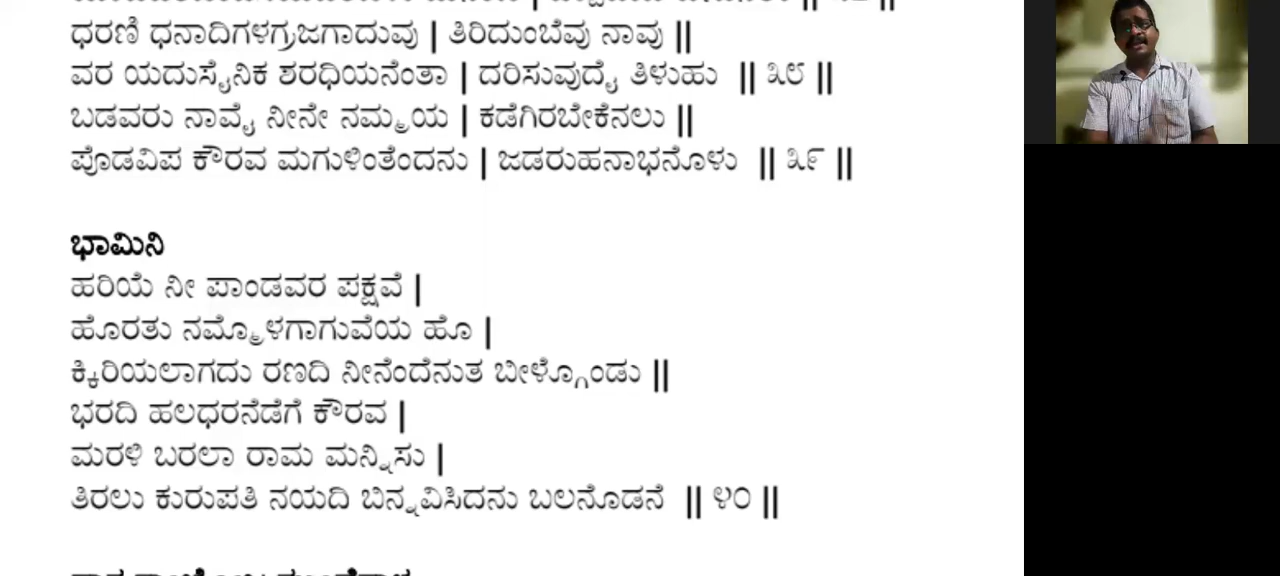 ಧರಣಿ ಧನಾದಿಗಳಗ್ರಜಗಾದುವು | ತಿರಿದುಂಬೆವು ನಾವು ||
ವರ ಯದುಸೈನಿಕ ಶರಧಿಯನೆಂತಾ | ದರಿಸುವುದೈ ತಿಳುಹು || ೩೮ ||
ಬಡವರು ನಾವೈ ನೀನೇ ನಮ್ಮಯ | ಕಡೆಗಿರಬೇಕೆನಲು ||
ಪೊಡವಿಪ ಕೌರವ ಮಗುಳಿಂತೆಂದನು | ಜಡರುಹನಾಭನೊಳು || ೩೯ ||
ಭಾಮಿನಿ
ಹರಿಯೆ ನೀ ಪಾಂಡವರ ಪಕ್ಷವೆ |
ಹೊರತು ನಮ್ಮೊಳಗಾಗುವೆಯ ಹೊ |
ಕ್ಕಿರಿಯಲಾಗದು ರಣದಿ ನೀನೆಂದೆನುತ ಬೀಳ್ಗೊಂಡು ||
ಭರದಿ ಹಲಧರನೆಡೆಗೆ ಕೌರವ |
ಮರಳಿ ಬರಲಾ ರಾಮ ಮನ್ನಿಸು |
ತಿರಲು ಕುರುಪತಿ ನಯದಿ ಬಿನ್ನವಿಸಿದನು ಬಲನೊಡನೆ || ೪೦ ||